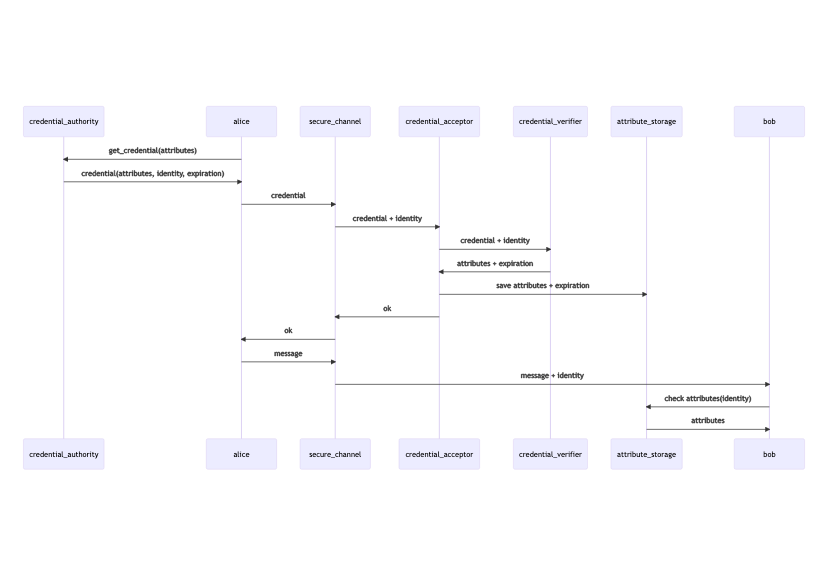 credential_authority
alice
secure_channel
credential_acceptor
credential_verifier
attribute_storage
bob
get_credential(attributes)
credential(attributes, identity, expiration)
credential
credential + identity
credential + identity
attributes + expiration
save attributes + expiration
ok
ok
message
message + identity
check attributes(identity)
attributes
credential_authority
alice
secure_channel
credential_acceptor
credential_verifier
attribute_storage
bob